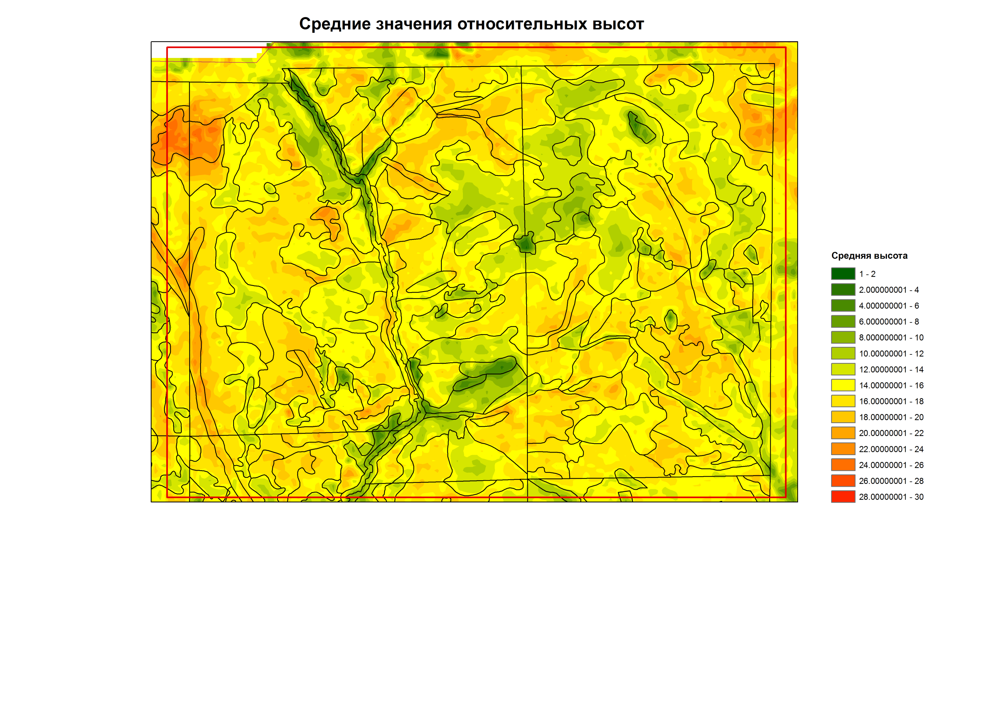 Средние значения относительных высот
Средняя высота
1 - 2
2.000000001 - 4
4.000000001 - 6
6.000000001 - 8
8.000000001 - 10
10.00000001 - 12
12.00000001 - 14
14.00000001 - 16
16.00000001 - 18
18.00000001 - 20
20.00000001 - 22
22.00000001 - 24
24.00000001 - 26
26.00000001 - 28
28.00000001 - 30